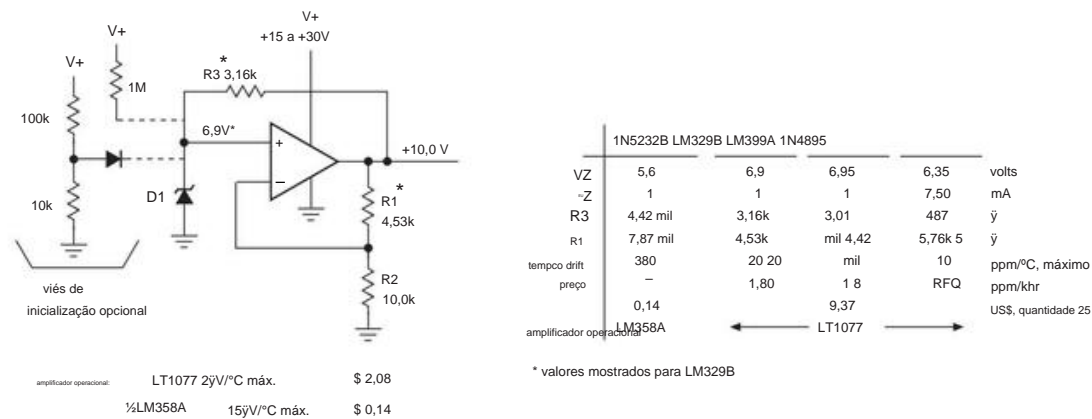 V+
+15 a +30V
V+
*
R3 3,16k
V+
1M
100k
6,9V*
+
+10,0 V
–
*
D1
R1
4,53k
10k
R2
10,0k
viés de
inicialização opcional
amplificador operacional: LT1077 2ÿV/°C máx. $ 2,08
½LM358A 15ÿV/°C máx. $ 0,14
1N5232B LM329B LM399A 1N4895
VZ 5,6 6,9 6,95 6,35 volts
Z 1 1 1 7,50 mA
R3 4,42 mil 3,16k 3,01 487 ÿ
R1 7,87 mil 4,53k mil 4,42 5,76k 5 ÿ
tempco drift 380 20 20 mil 10 ppm/ºC, máximo
preço – 1,80 1 8 RFQ ppm/khr
0,14 9,37 US$, quantidade 25
amplificador operacional LM358A LT1077
* valores mostrados para LM329B